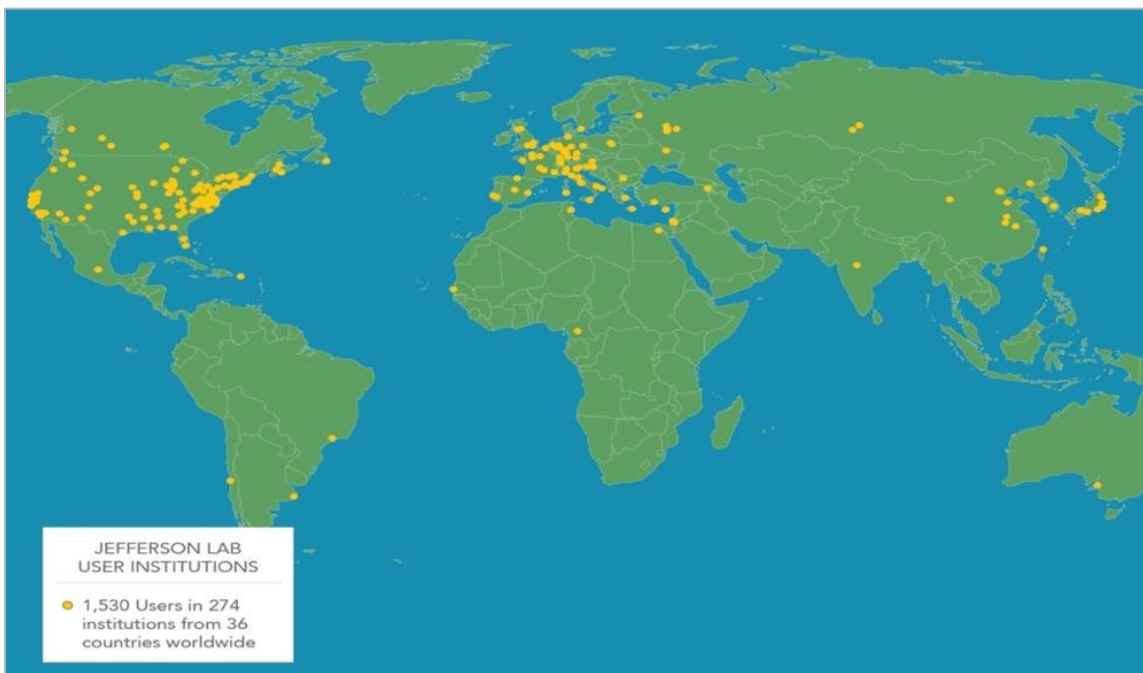 JEFFERSON LAB
USER INSTITUTIONS
1,530 Users in 274
institutions from 36
countries worldwide